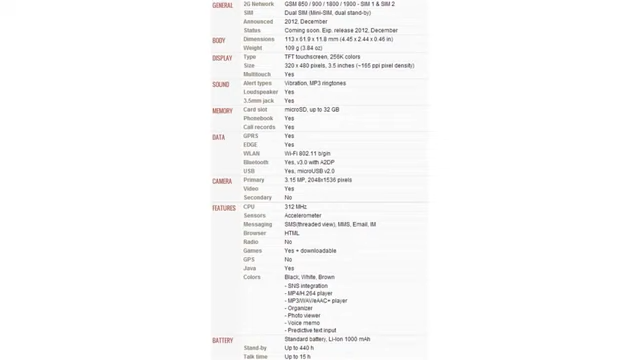 GENERAL 2G Network GSM 850 / 900 / 1800 / 1900 - SIM 1 & SIM 2
SIM Dual SIM (Mini-SIM, dual stand-by)
Announced 2012, December
Status Coming soon. Exp. release 2012, December
BODY Dimensions 113 x 61.9 x 11.8 mm (4.45 x 2.44 x 0.46 in)
Weight 109 g (3.84 oz)
DISPLAY Type TFT touchscreen, 256K colors
Size 320 x 480 pixels, 3.5 inches (~165 ppi pixel density)
Multitouch Yes
SOUND Alert types Vibration, MP3 ringtones
Loudspeaker Yes
3.5mm jack Yes
MEMORY Card slot microSD, up to 32 GB
Phonebook Yes
Call records Yes
DATA GPRS Yes
EDGE Yes
WLAN Wi-Fi 802.11 b/g/n
Bluetooth Yes, v3.0 with A2DP
USB Yes, microUSB v2.0
CAMERA Primary 3.15 MP, 2048x1536 pixels
Video Yes
Secondary No
FEATURES CPU 312 MHz
Sensors Accelerometer
Messaging SMS(threaded view), MMS, Email, IM
Browser HTML
Radio No
Games Yes + downloadable
GPS No
Java Yes
Colors Black, White, Brown
- SNS integration
- MP4/H.264 player
- MP3/WAV/eAAC+ player
- Organizer
- Photo viewer
- Voice memo
- Predictive text input
BATTERY Standard battery, Li-Ion 1000 mAh
Stand-by Up to 440 h
Talk time Up to 15 h